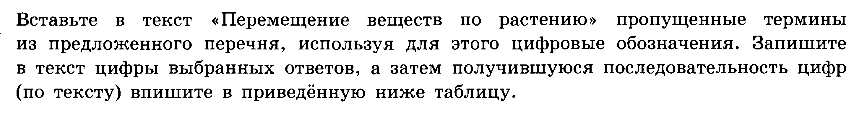 Вставьте в текст «Перемещение веществ по растению» пропущенные термины
из предложенного перечня, используя для этого цифровые обозначения. Запишите
в текст цифры выбранных ответов, а затем получившуюся последовательность цифр
(по тексту) впишите в приведённую ниже таблицу.